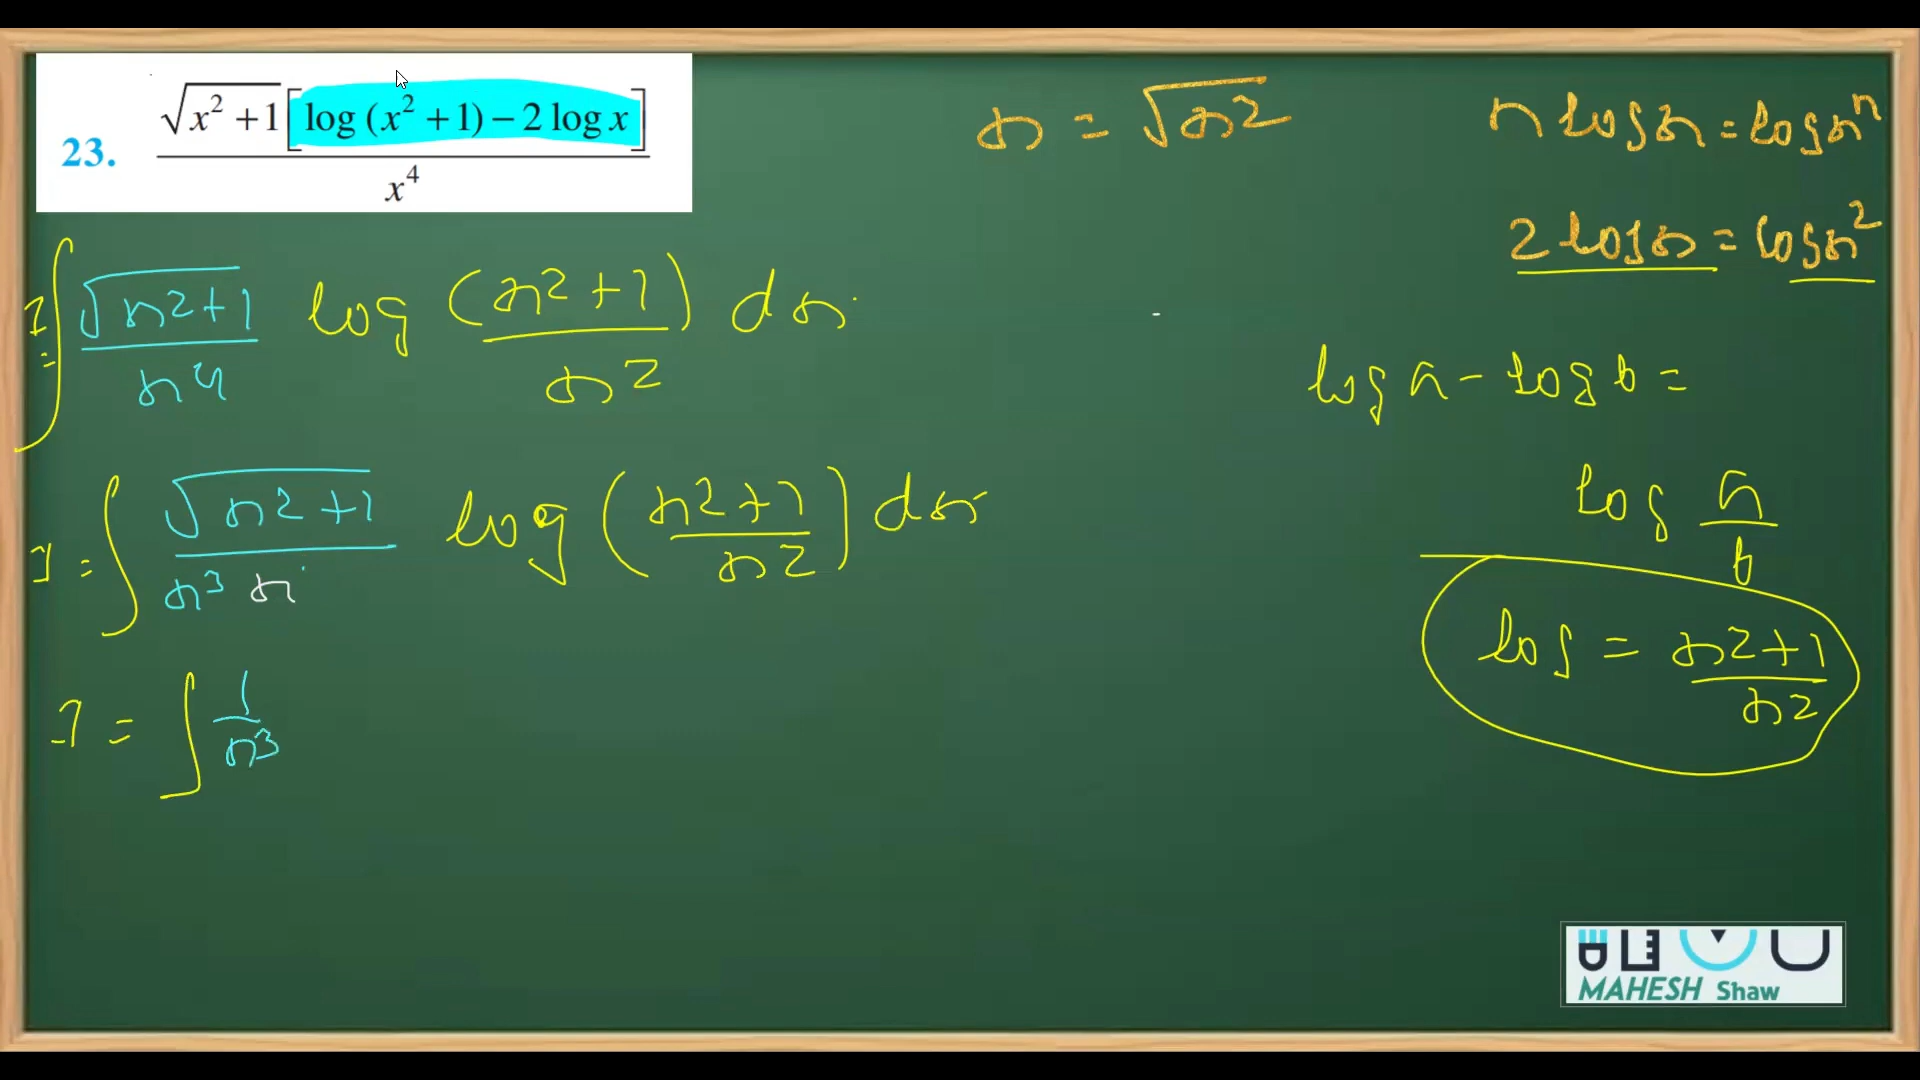 23. √(x² + 1) [log (x² + 1) – 2 log x] / x⁴
x = √x²
n log x = log xⁿ
2 log x = log x²
I = ∫ √(x²+1) / x⁴ log (x²+1 / x²) dx
log a - log b =
log a/b
I = ∫ √(x²+1) / x³ x log (x²+1 / x²) dx
log = x²+1 / x²
I = ∫ 1/x³
MAHESH Shaw